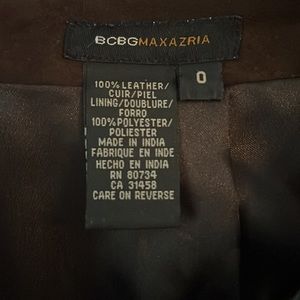 BCBGMAXAZRIA
0
100% LEATHER/
CUIR/PIEL
LINING/DOUBLURE/
FORRO
100% POLYESTER/
POLIESTER
MADE IN INDIA
FABRIQUE EN INDE
HECHO EN INDIA
RN 80734
CA 31458
CARE ON REVERSE